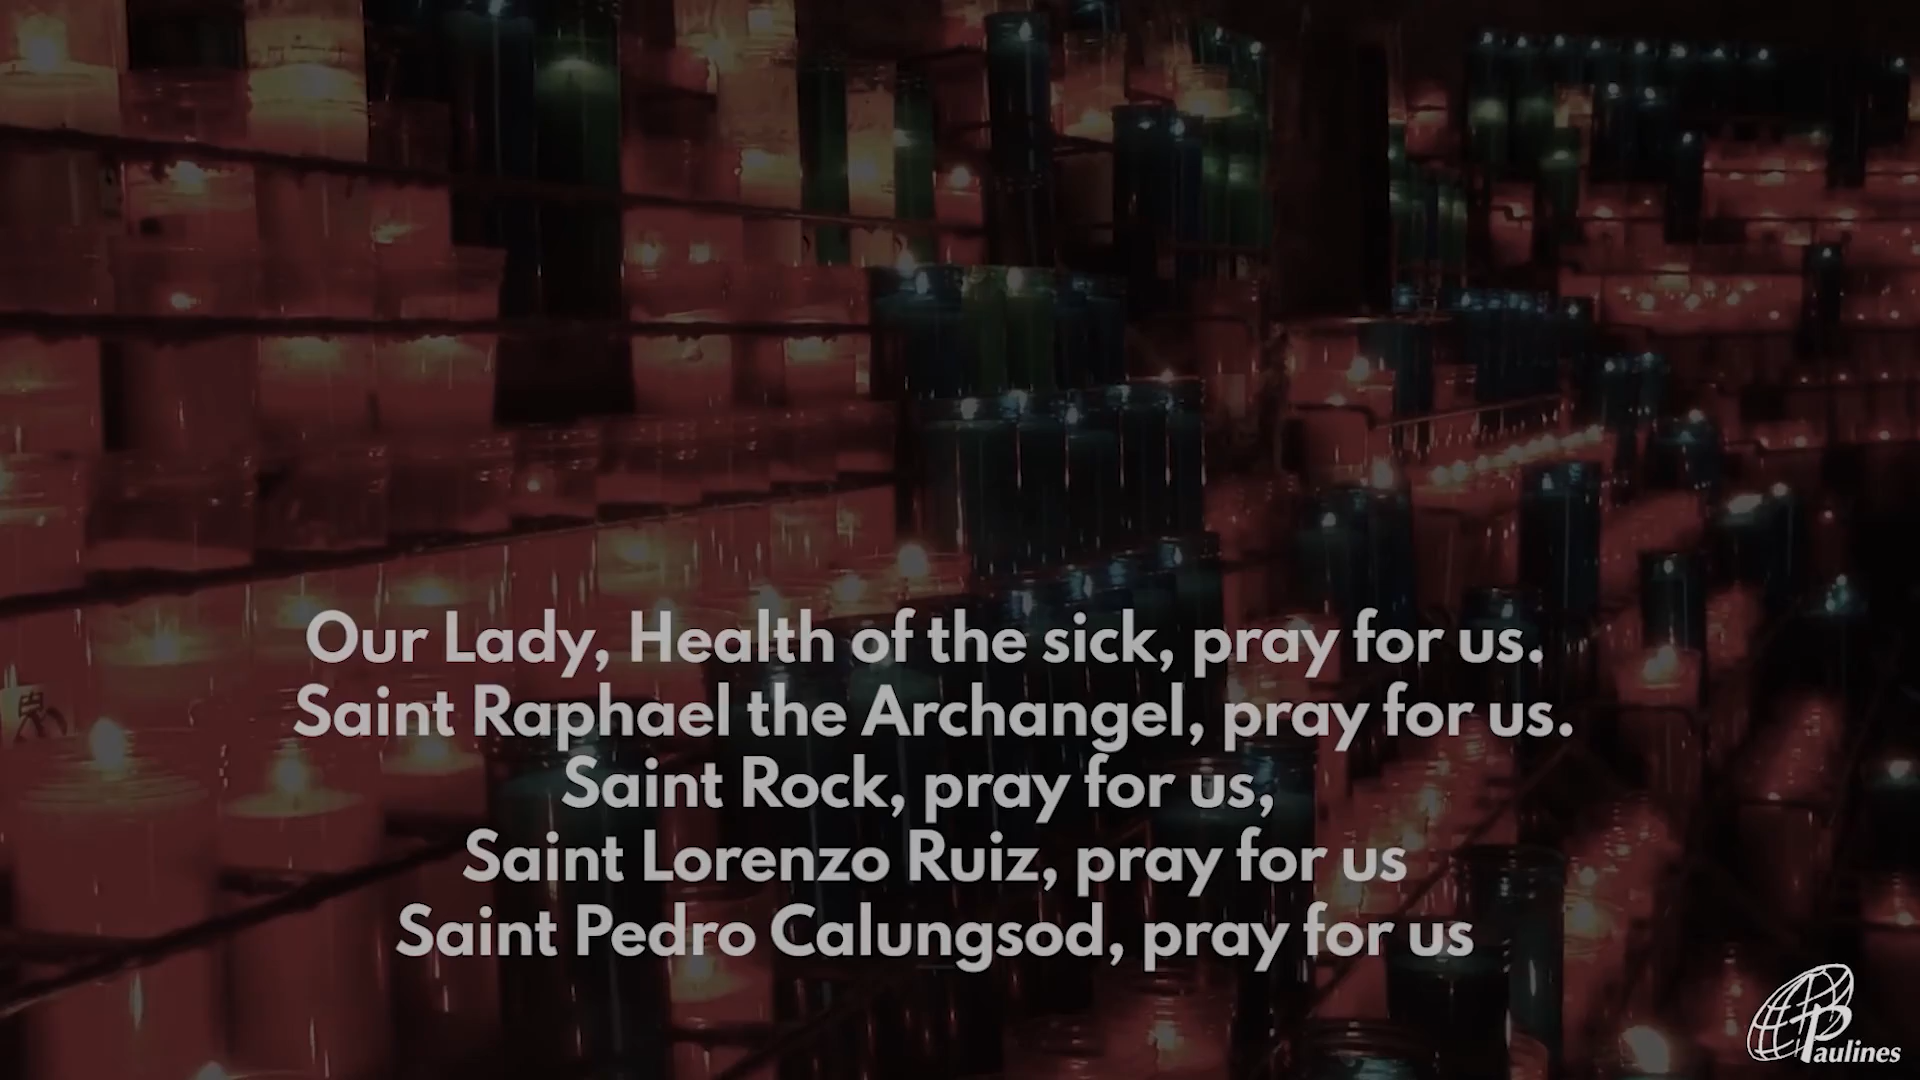 Our Lady, Health of the sick, pray for us.
Saint Raphael the Archangel, pray for us.
Saint Rock, pray for us,
Saint Lorenzo Ruiz, pray for us
Saint Pedro Calungsod, pray for us
Paulines